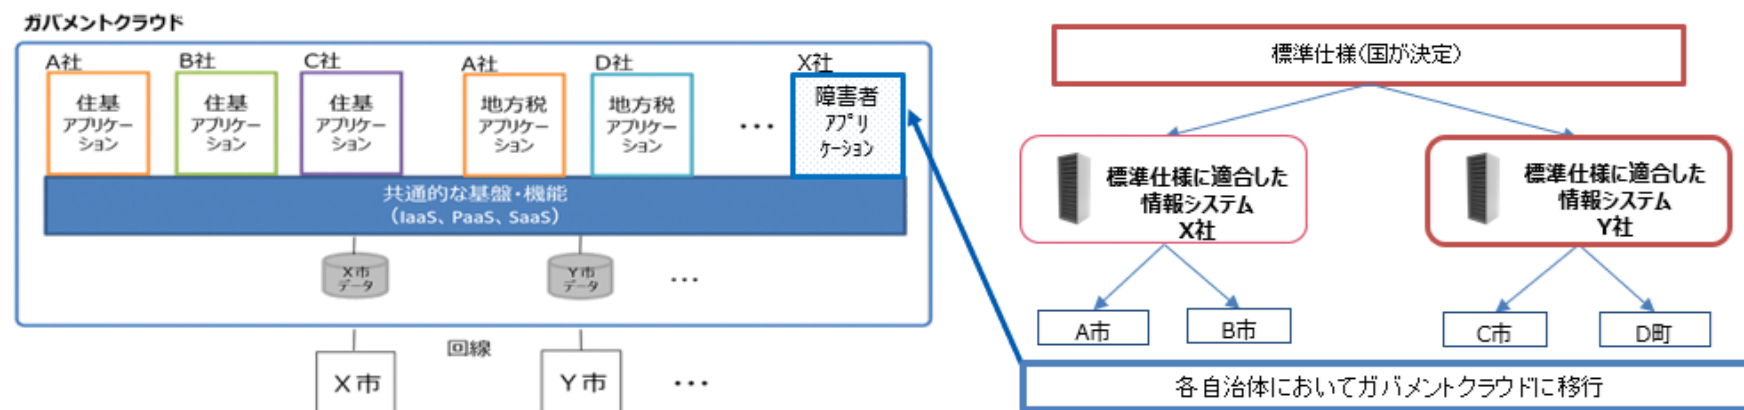 ガバメントクラウド
A社
住基
アプリケー
ション
B社
住基
アプリケー
ション
C社
住基
アプリケー
ション
A社
地方税
アプリケー
ション
D社
地方税
アプリケー
ション
…
X社
障害者
アプリ
ケーション
共通的な基盤・機能
（IaaS、PaaS、SaaS）
X市
データ
Y市
データ
…
回線
X市
Y市
…
標準仕様（国が決定）
標準仕様に適合した
情報システム
X社
標準仕様に適合した
情報システム
Y社
A市
B市
C市
D町
各自治体においてガバメントクラウドに移行